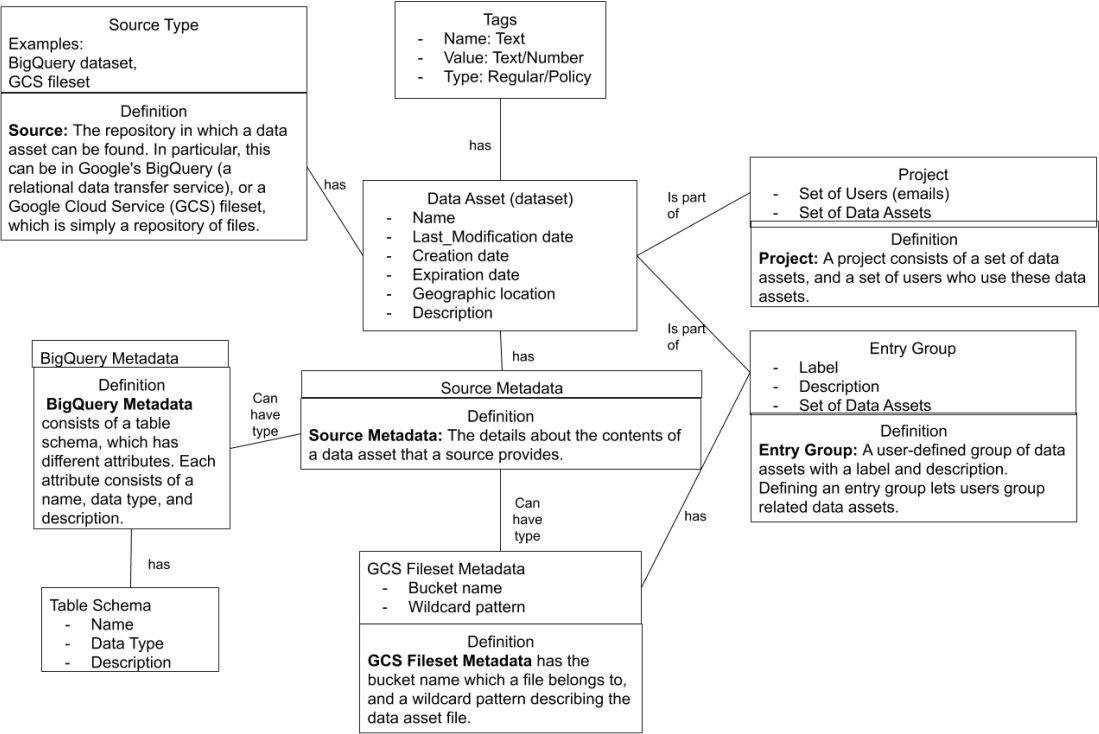 Source Type
Examples:
BigQuery dataset,
GCS fileset
Definition
Source: The repository in which a data
asset can be found. In particular, this
can be in Google's BigQuery (a
relational data transfer service), or a
Google Cloud Service (GCS) fileset,
which is simply a repository of files.
Tags
- Name: Text
- Value: Text/Number
- Type: Regular/Policy
has
has
Data Asset (dataset)
- Name
- Last_Modification date
- Creation date
- Expiration date
- Geographic location
- Description
Is part
of
Project
- Set of Users (emails)
- Set of Data Assets
Definition
Project: A project consists of a set of data
assets, and a set of users who use these data
assets.
Is part
of
Entry Group
- Label
- Description
- Set of Data Assets
Definition
Entry Group: A user-defined group of data
assets with a label and description.
Defining an entry group lets users group
related data assets.
has
BigQuery Metadata
Definition
BigQuery Metadata
consists of a table
schema, which has
different attributes. Each
attribute consists of a
name, data type, and
description.
Can
have
type
Source Metadata
Definition
Source Metadata: The details about the contents of
a data asset that a source provides.
has
Table Schema
- Name
- Data Type
- Description
Can
have
type
has
GCS Fileset Metadata
- Bucket name
- Wildcard pattern
Definition
GCS Fileset Metadata has the
bucket name which a file belongs to,
and a wildcard pattern describing the
data asset file.